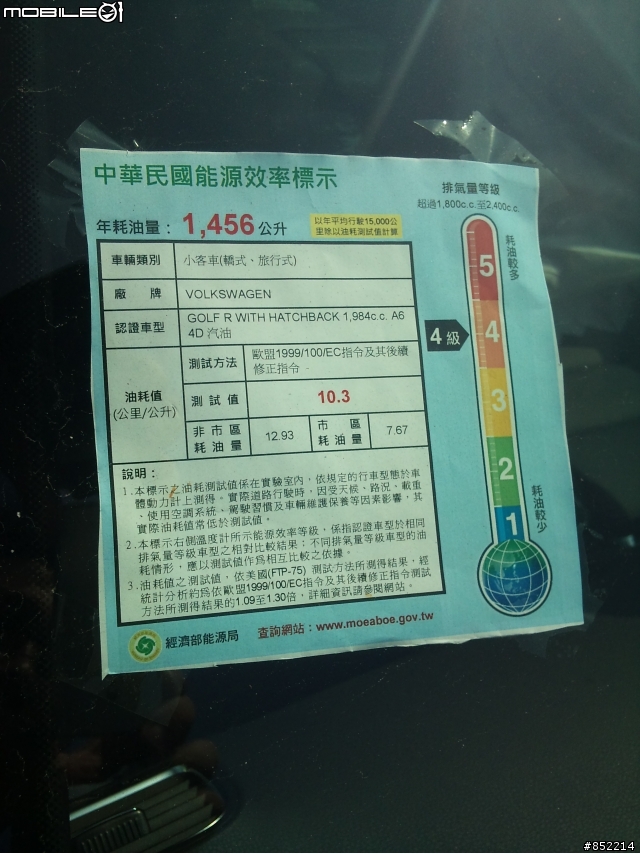 MOBILE01
中華民國能源效率標示
年耗油量：1,456公升
以年平均行駛15,000公
里除以油耗測試值計算
車輛類別 小客車(轎式、旅行式)
廠牌 VOLKSWAGEN
認證車型 GOLF R WITH HATCHBACK 1,984c.c. A6
4D 汽油
油耗值
(公里/公升)
測試方法 歐盟1999/100/EC指令及其後續
修正指令
測試值 10.3
非市區
耗油量 12.93 市區
耗油量 7.67
說明：
1.本標示之油耗測試值係在實驗室內，依規定的行車型態於車
體動力計上測得。實際道路行駛時，因受天候、路況、載重
、使用空調系統、駕駛習慣及車輛維護保養等因素影響，其
實際油耗值常低於測試值。
2.本標示右側溫度計所示能源效率等級，係指認證車型於相同
排氣量等級車型之相對比較結果；不同排氣量等級車型的油
耗情形，應以測試值作為相互比較之依據。
3.油耗值之測試值，依美國(FTP-75) 測試方法所測得結果，經
統計分析約為依歐盟1999/100/EC指令及其後續修正指令測試
方法所測得結果的1.09至1.30倍，詳細資訊請參閱網站。
經濟部能源局 查詢網站：www.moeaboe.gov.tw
排氣量等級
超過1,800c.c.至2,400c.c.
耗油較多
5
4級
4
3
2
1
耗油較少
#852214